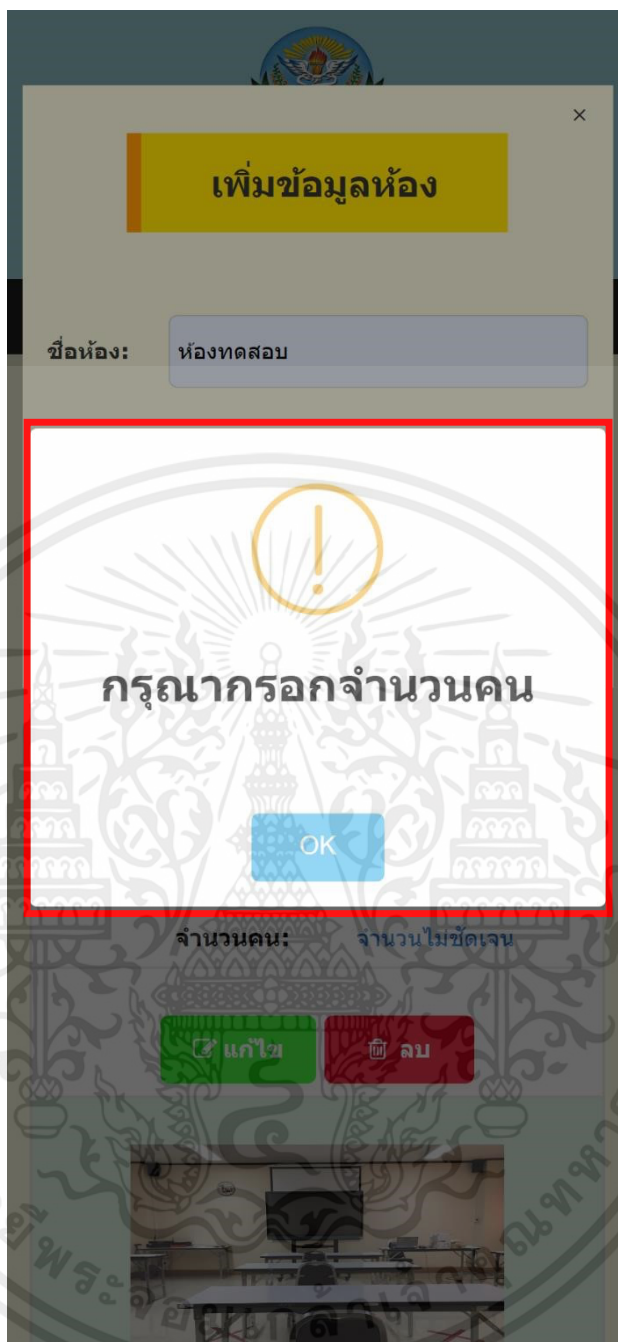 ×
เพิ่มข้อมูลห้อง
ชื่อห้อง: ห้องทดสอบ
กรุณากรอกจำนวนคน
OK
จำนวนคน: จำนวนไม่ชัดเจน
แก้ไข ลบ